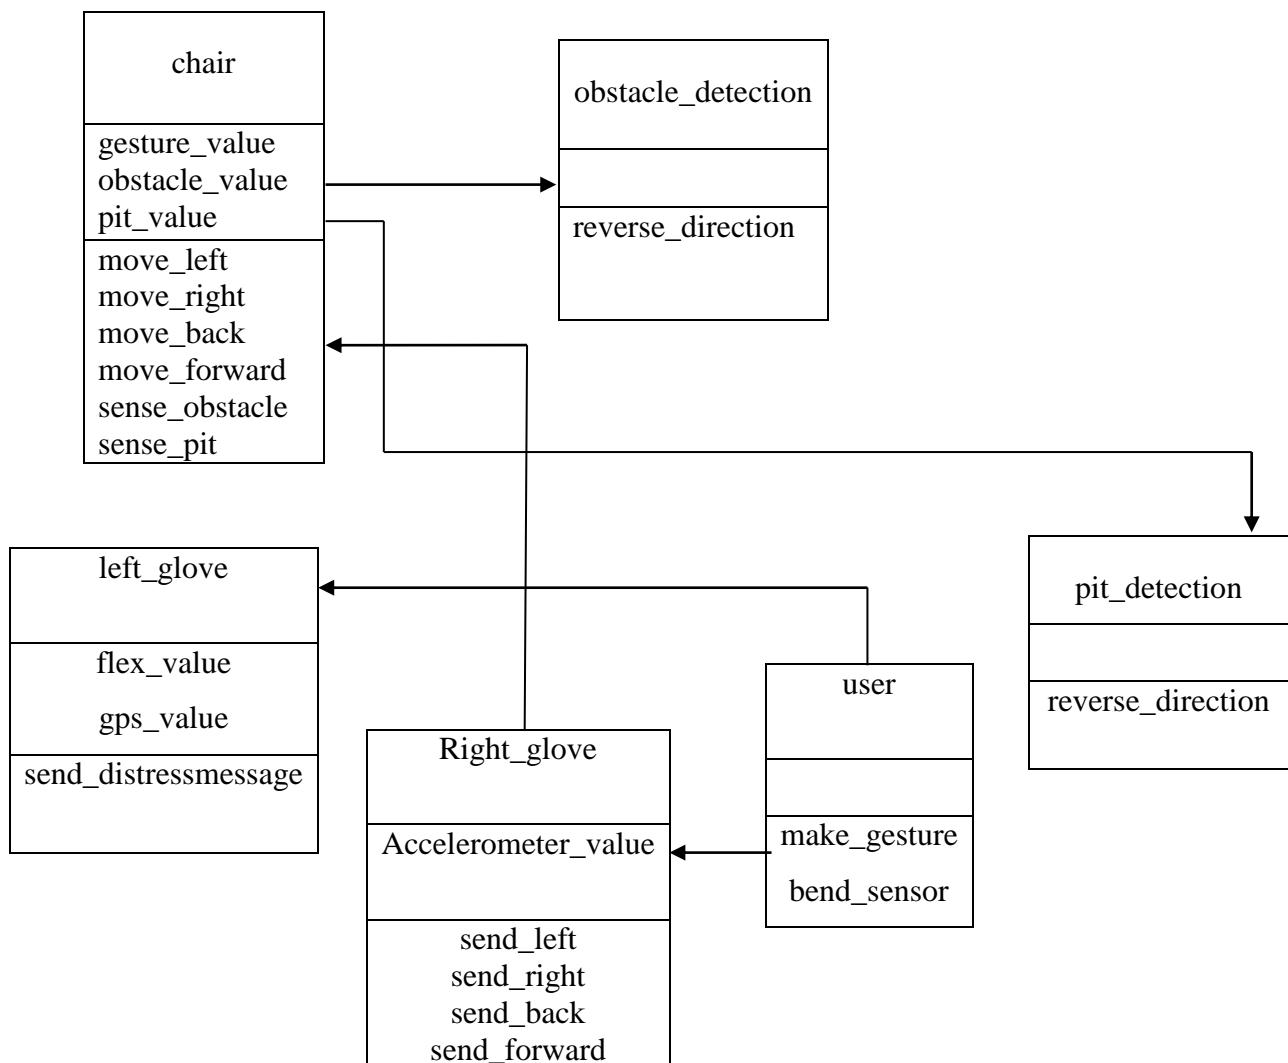 chair
gesture_value
obstacle_value
pit_value
move_left
move_right
move_back
move_forward
sense_obstacle
sense_pit
obstacle_detection
reverse_direction
left_glove
flex_value
gps_value
send_distressmessage
Right_glove
Accelerometer_value
send_left
send_right
send_back
send_forward
user
make_gesture
bend_sensor
pit_detection
reverse_direction